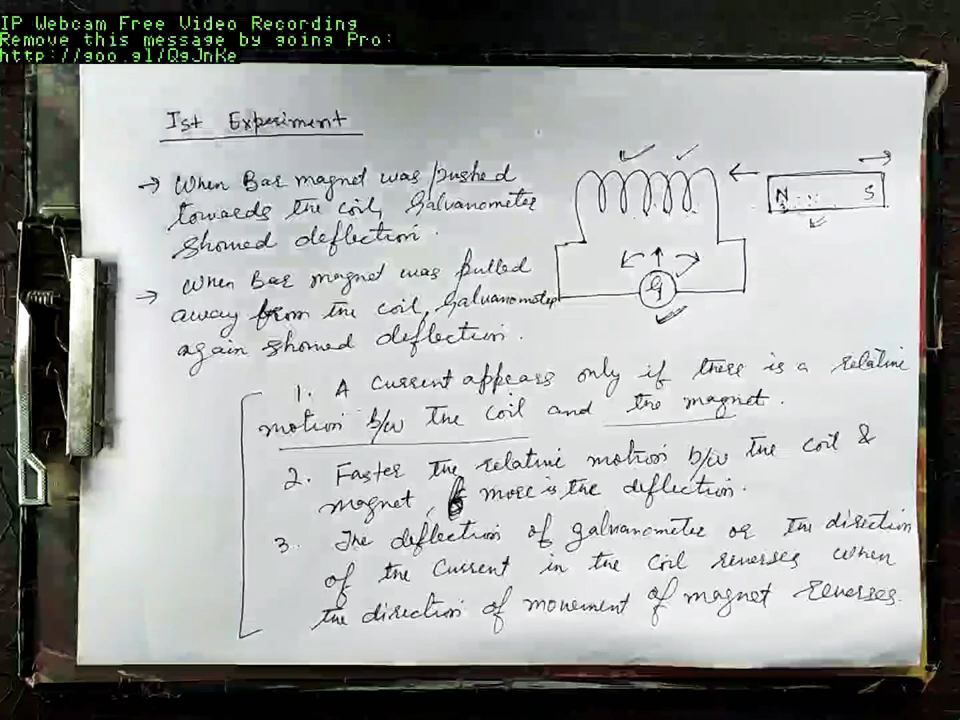 IP Webcam Free Video Recording
Remove this message by going Pro:
http://goo.gl/QgJnKe
Ist Experiment
→ When Bar magnet was pushed
towards the coil, Galvanometer
showed deflection.
→ When Bar magnet was pulled
away from the coil, Galvanometer
again showed deflection.
N S
G
1. A current appears only if there is a relative
motion b/w the coil and the magnet.
2. Faster the relative motion b/w the coil &
magnet, more is the deflection.
3. The deflection of galvanometer or the direction
of the current in the coil reverses when
the direction of movement of magnet reverses.